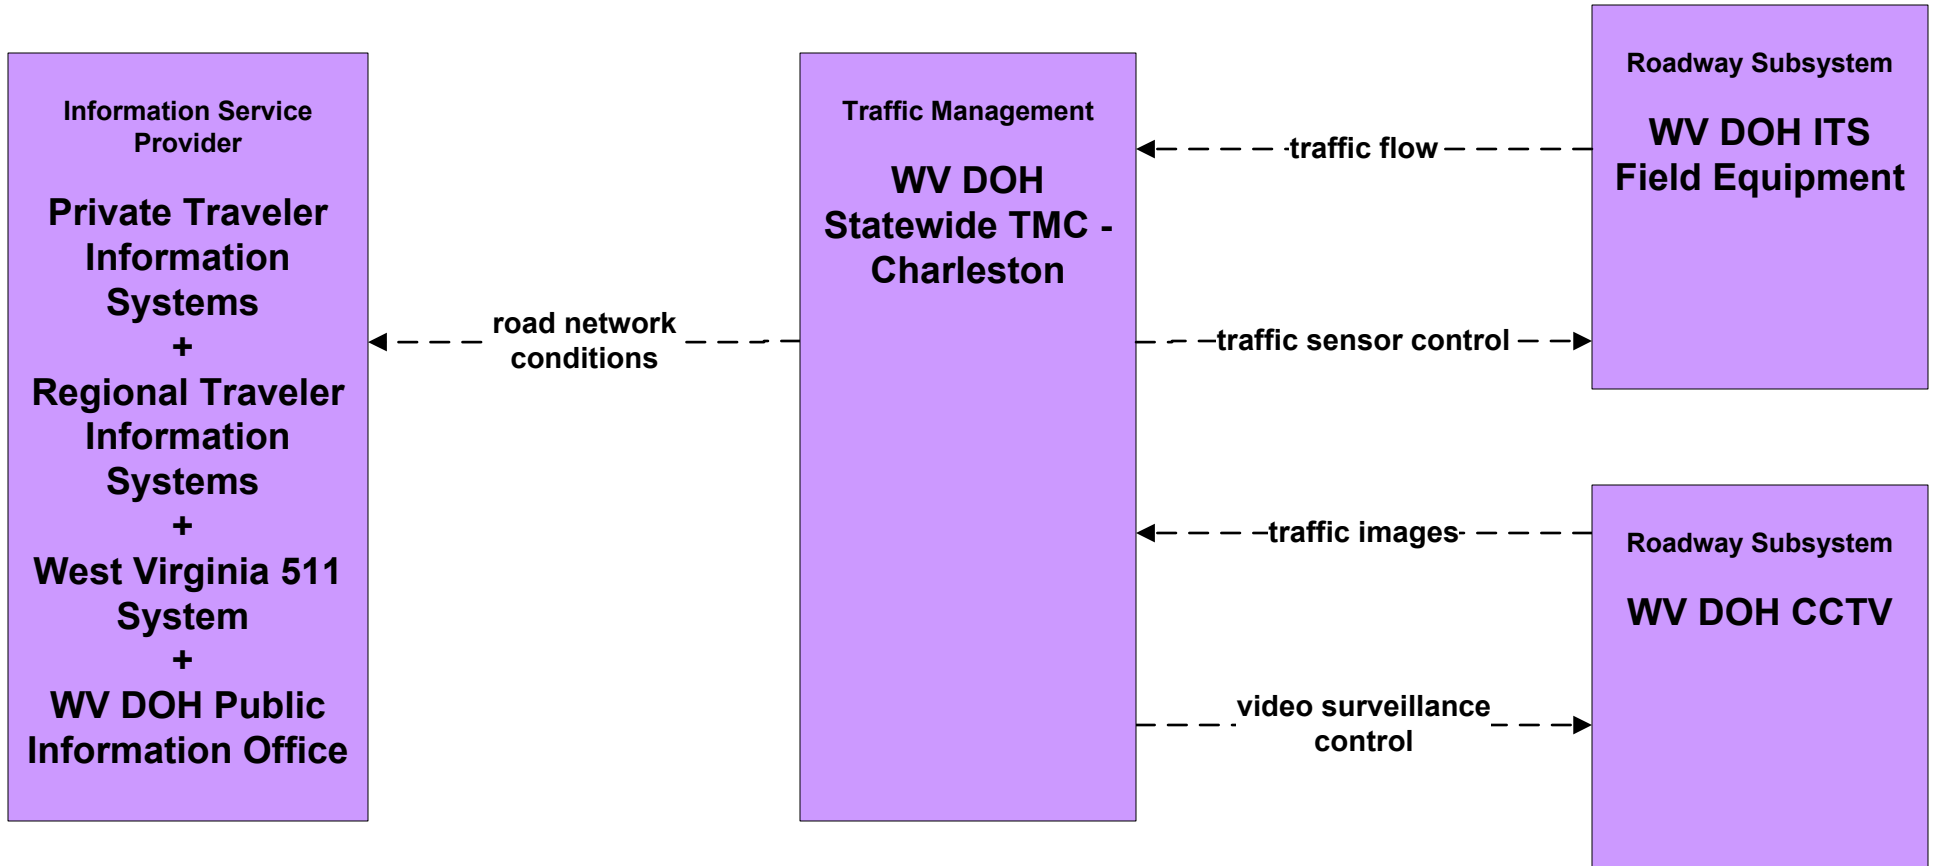 Information Service
Provider
Private Traveler
Information
Systems
+
Regional Traveler
Information
Systems
+
West Virginia 511
System
+
WV DOH Public
Information Office
road network
conditions
Traffic Management
WV DOH
Statewide TMC -
Charleston
traffic flow
traffic sensor control
traffic images
video surveillance
control
Roadway Subsystem
WV DOH ITS
Field Equipment
Roadway Subsystem
WV DOH CCTV